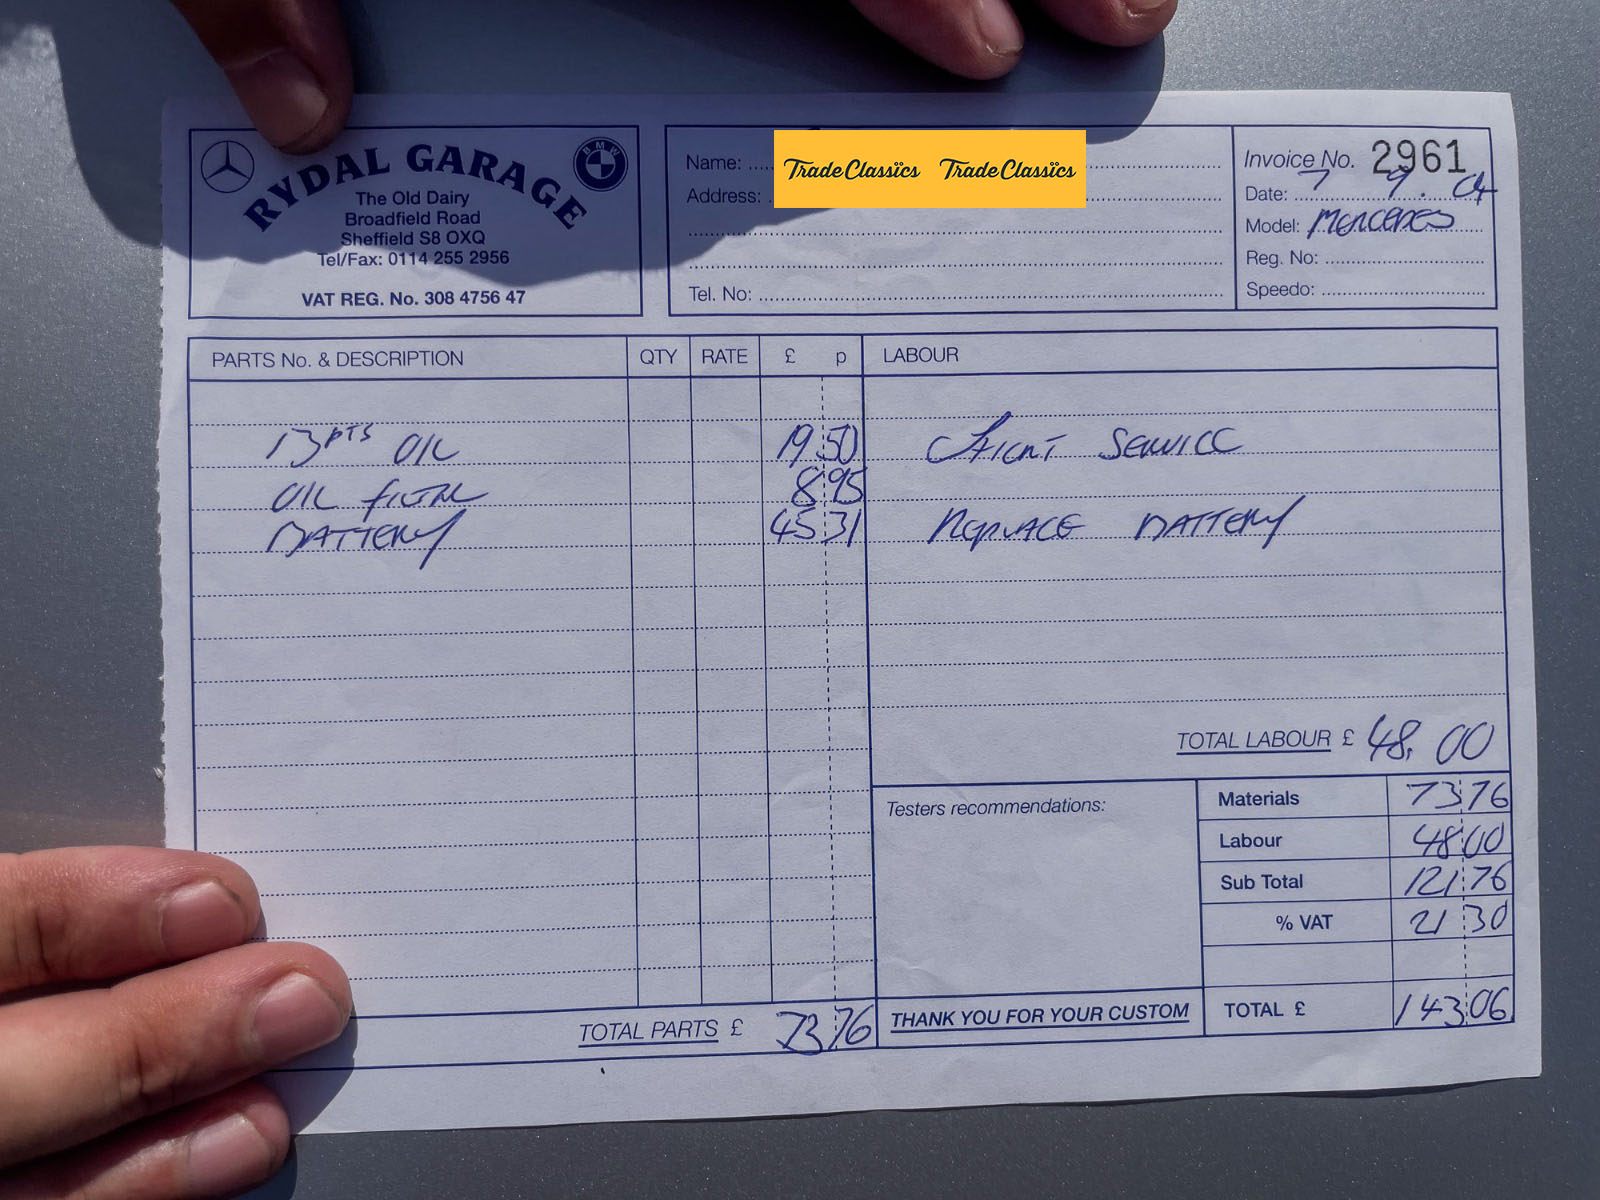 RYDAL GARAGE
BMW
The Old Dairy
Broadfield Road
Sheffield S8 OXQ
Tel/Fax: 0114 255 2956
VAT REG. No. 308 4756 47
Name:
Trade Classics Trade Classics
Address:
Tel. No:
Invoice No. 2961
Date: 7 9. 04
Model: MERCEDES
Reg. No:
Speedo:
PARTS No. & DESCRIPTION QTY RATE £ p LABOUR
13 PTS OIL 19 50 SERVICE
OIL FILTER 8 95
BATTERY 45 31 REPLACE BATTERY
TOTAL LABOUR £ 48.00
Testers recommendations:
Materials 73 76
Labour 48 00
Sub Total 121 76
% VAT 21 30
TOTAL PARTS £ 73 76
THANK YOU FOR YOUR CUSTOM
TOTAL £ 143 06